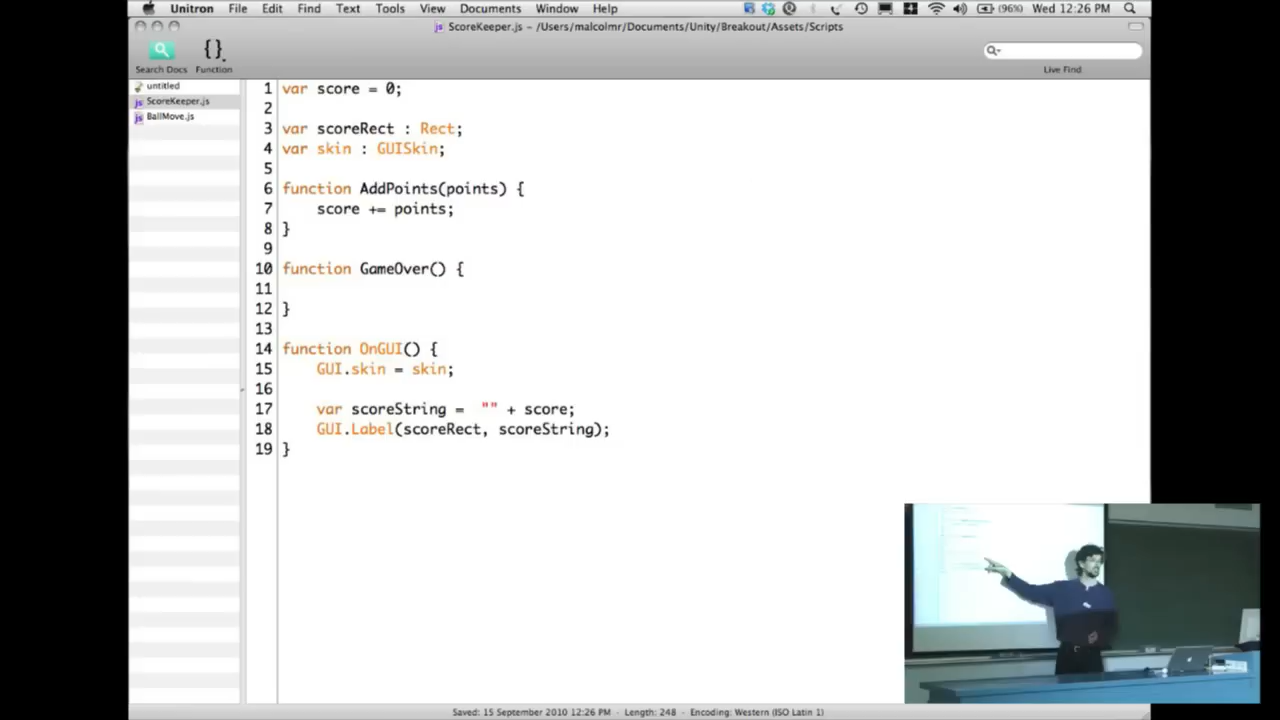 Unitron File Edit Find Text Tools View Documents Window Help (96%) Wed 12:26 PM
ScoreKeeper.js – /Users/malcolmr/Documents/Unity/Breakout/Assets/Scripts
{}
Search Docs Function Live Find
untitled
ScoreKeeper.js
BallMove.js
1 var score = 0;
2
3 var scoreRect : Rect;
4 var skin : GUISkin;
5
6 function AddPoints(points) {
7 score += points;
8 }
9
10 function GameOver() {
11
12 }
13
14 function OnGUI() {
15 GUI.skin = skin;
16
17 var scoreString = "" + score;
18 GUI.Label(scoreRect, scoreString);
19 }
Saved: 15 September 2010 12:26 PM Length: 248 Encoding: Western (ISO Latin 1)